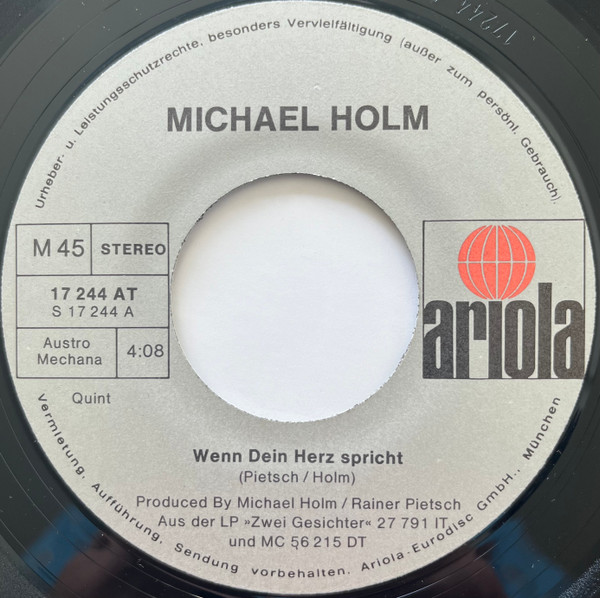 Urheber- u. Leistungsschutzrechte, besonders Vervielfältigung (außer zum persönl. Gebrauch).
17244
MICHAEL HOLM
M 45
STEREO
17 244 AT
S 17 244 A
Austro
Mechana
4:08
Quint
ariola
Wenn Dein Herz spricht
(Pietsch / Holm)
Produced By Michael Holm / Rainer Pietsch
Aus der LP »Zwei Gesichter« 27 791 IT
und MC 56 215 DT
Vermietung, Aufführung, Sendung vorbehalten. Ariola-Eurodisc GmbH., München